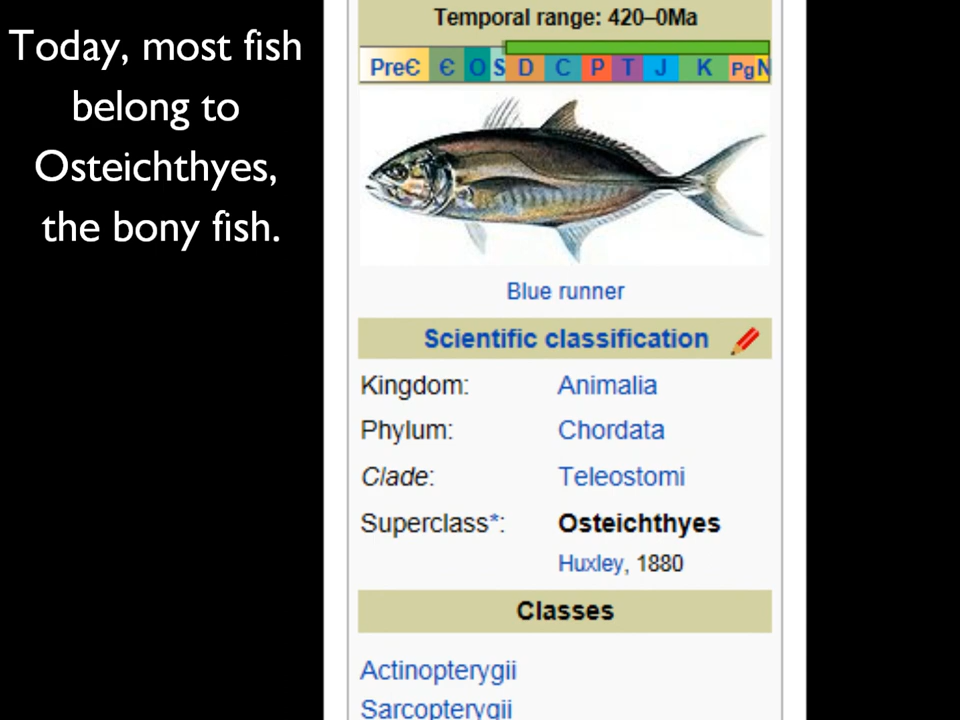 Today, most fish
belong to
Osteichthyes,
the bony fish.
Temporal range: 420–0Ma
PreЄ Є O S D C P T J K Pg N
Blue runner
Scientific classification
Kingdom: Animalia
Phylum: Chordata
Clade: Teleostomi
Superclass*: Osteichthyes
Huxley, 1880
Classes
Actinopterygii
Sarcopterygii